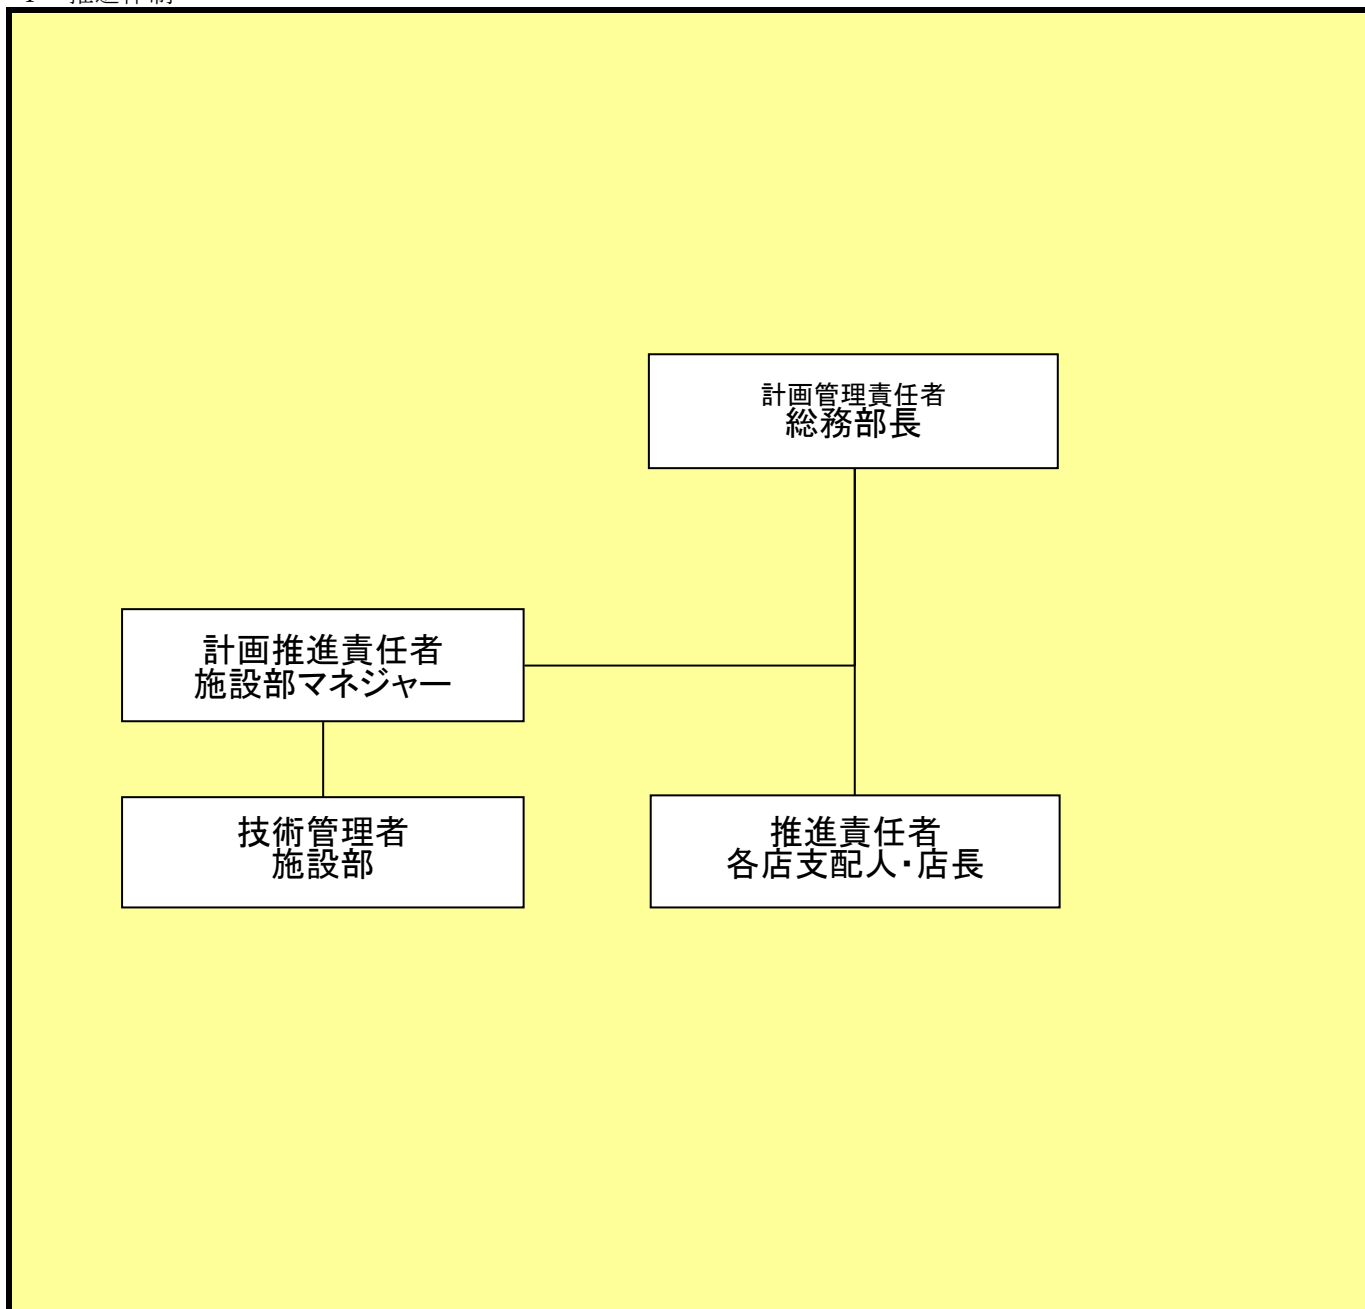 計画管理責任者
総務部長
計画推進責任者
施設部マネジャー
技術管理者
施設部
推進責任者
各店支配人・店長